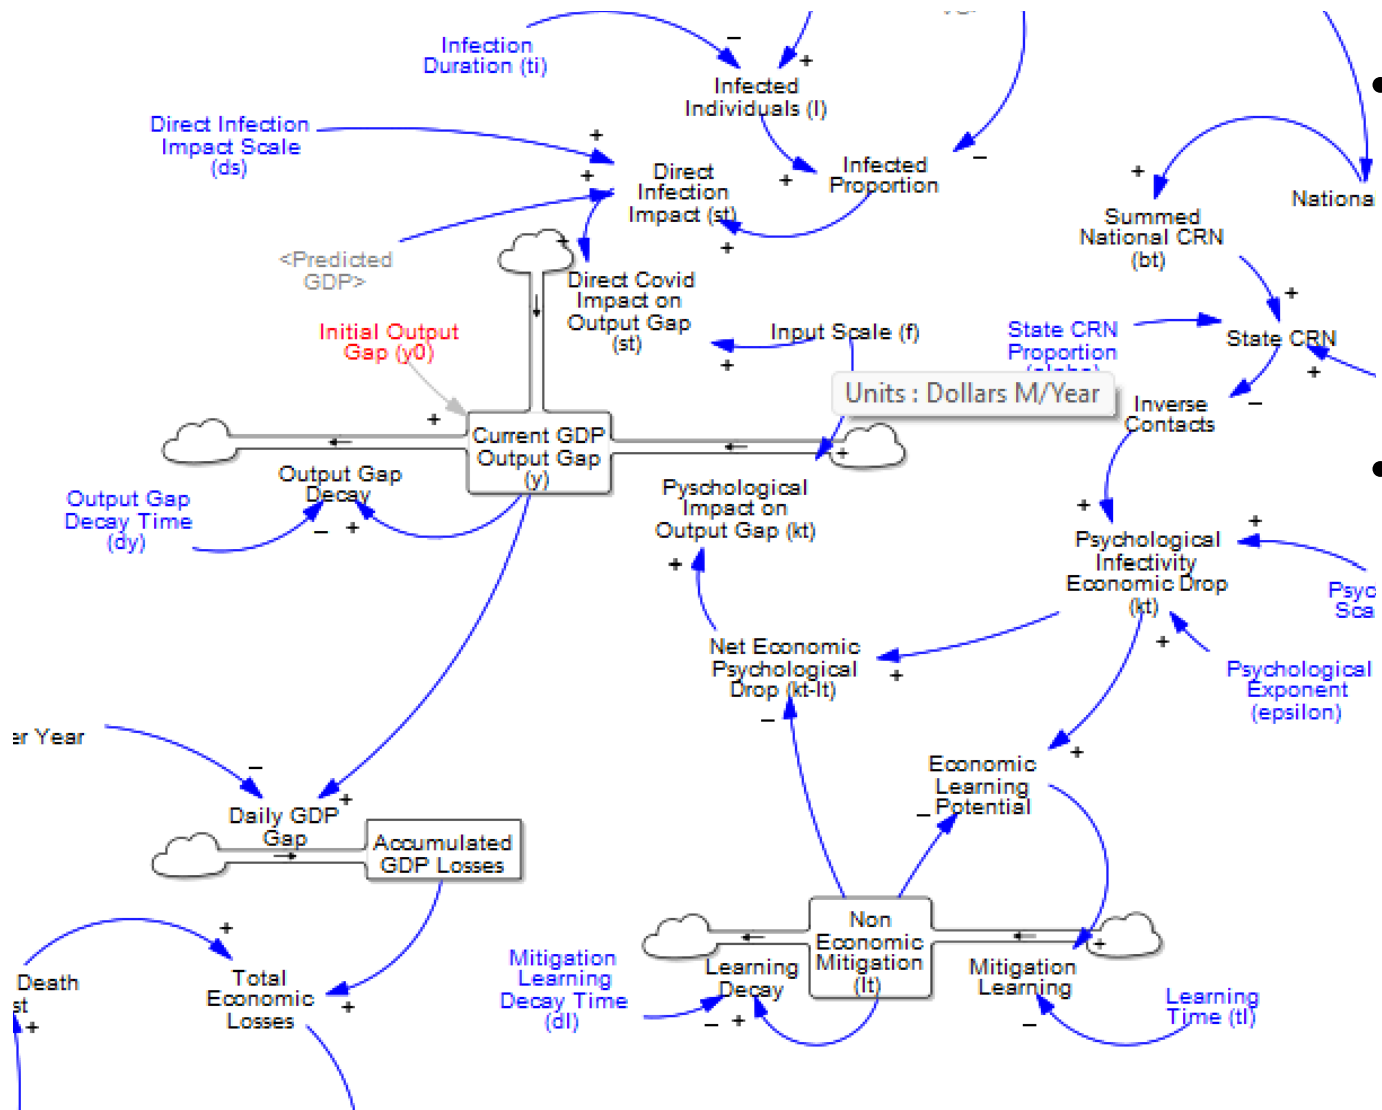 Infection
Duration (ti)
Infected
Individuals (I)
Direct Infection
Impact Scale
(ds)
Direct
Infection
Impact (st)
Infected
Proportion
Nationa
Summed
National CRN
(bt)
<Predicted
GDP>
Direct Covid
Impact on
Output Gap
(st)
Initial Output
Gap (y0)
Input Scale (f)
State CRN
Proportion
State CRN
Units : Dollars M/Year
Inverse
Contacts
Current GDP
Output Gap
(y)
Output Gap
Decay
Output Gap
Decay Time
(dy)
Pyschological
Impact on
Output Gap (kt)
Psychological
Infectivity
Economic Drop
(kt)
Psyc
Sca
Net Economic
Psychological
Drop (kt-lt)
Psychological
Exponent
(epsilon)
er Year
Economic
Learning
Potential
Daily GDP
Gap
Accumulated
GDP Losses
Non
Economic
Mitigation
(lt)
Mitigation
Learning
Decay Time
(dl)
Learning
Decay
Mitigation
Learning
Learning
Time (tl)
Death
st
Total
Economic
Losses